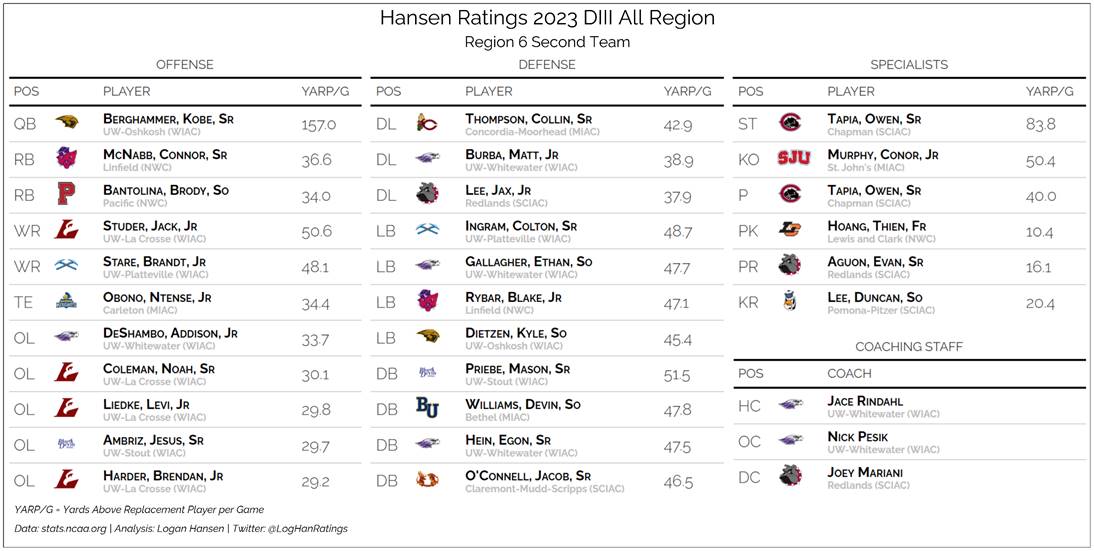 Hansen Ratings 2023 DIII All Region
Region 6 Second Team
OFFENSE
POS PLAYER YARP/G
QB Berghammer, Kobe, Sr 157.0
UW-Oshkosh (WIAC)
RB McNabb, Connor, Sr 36.6
Linfield (NWC)
RB Bantolina, Brody, So 34.0
Pacific (NWC)
WR Studer, Jack, Jr 50.6
UW-La Crosse (WIAC)
WR Stare, Brandt, Jr 48.1
UW-Platteville (WIAC)
TE Obono, Ntense, Jr 34.4
Carleton (MIAC)
OL DeShambo, Addison, Jr 33.7
UW-Whitewater (WIAC)
OL Coleman, Noah, Sr 30.1
UW-La Crosse (WIAC)
OL Liedke, Levi, Jr 29.8
UW-La Crosse (WIAC)
OL Ambriz, Jesus, Sr 29.7
UW-Stout (WIAC)
OL Harder, Brendan, Jr 29.2
UW-La Crosse (WIAC)
DEFENSE
POS PLAYER YARP/G
DL Thompson, Collin, Sr 42.9
Concordia-Moorhead (MIAC)
DL Burba, Matt, Jr 38.9
UW-Whitewater (WIAC)
DL Lee, Jax, Jr 37.9
Redlands (SCIAC)
LB Ingram, Colton, Sr 48.7
UW-Platteville (WIAC)
LB Gallagher, Ethan, So 47.7
UW-Whitewater (WIAC)
LB Rybar, Blake, Jr 47.1
Linfield (NWC)
LB Dietzen, Kyle, So 45.4
UW-Oshkosh (WIAC)
DB Priebe, Mason, Sr 51.5
UW-Stout (WIAC)
DB BU Williams, Devin, So 47.8
Bethel (MIAC)
DB Hein, Egon, Sr 47.5
UW-Whitewater (WIAC)
DB O'Connell, Jacob, Sr 46.5
Claremont-Mudd-Scripps (SCIAC)
SPECIALISTS
POS PLAYER YARP/G
ST Tapia, Owen, Sr 83.8
Chapman (SCIAC)
KO SJU Murphy, Conor, Jr 50.4
St. John's (MIAC)
P Tapia, Owen, Sr 40.0
Chapman (SCIAC)
PK Hoang, Thien, Fr 10.4
Lewis and Clark (NWC)
PR Aguon, Evan, Sr 16.1
Redlands (SCIAC)
KR Lee, Duncan, So 20.4
Pomona-Pitzer (SCIAC)
COACHING STAFF
POS COACH
HC Jace Rindahl
UW-Whitewater (WIAC)
OC Nick Pesik
UW-Whitewater (WIAC)
DC Joey Mariani
Redlands (SCIAC)
YARP/G = Yards Above Replacement Player per Game
Data: stats.ncaa.org | Analysis: Logan Hansen | Twitter: @LogHanRatings